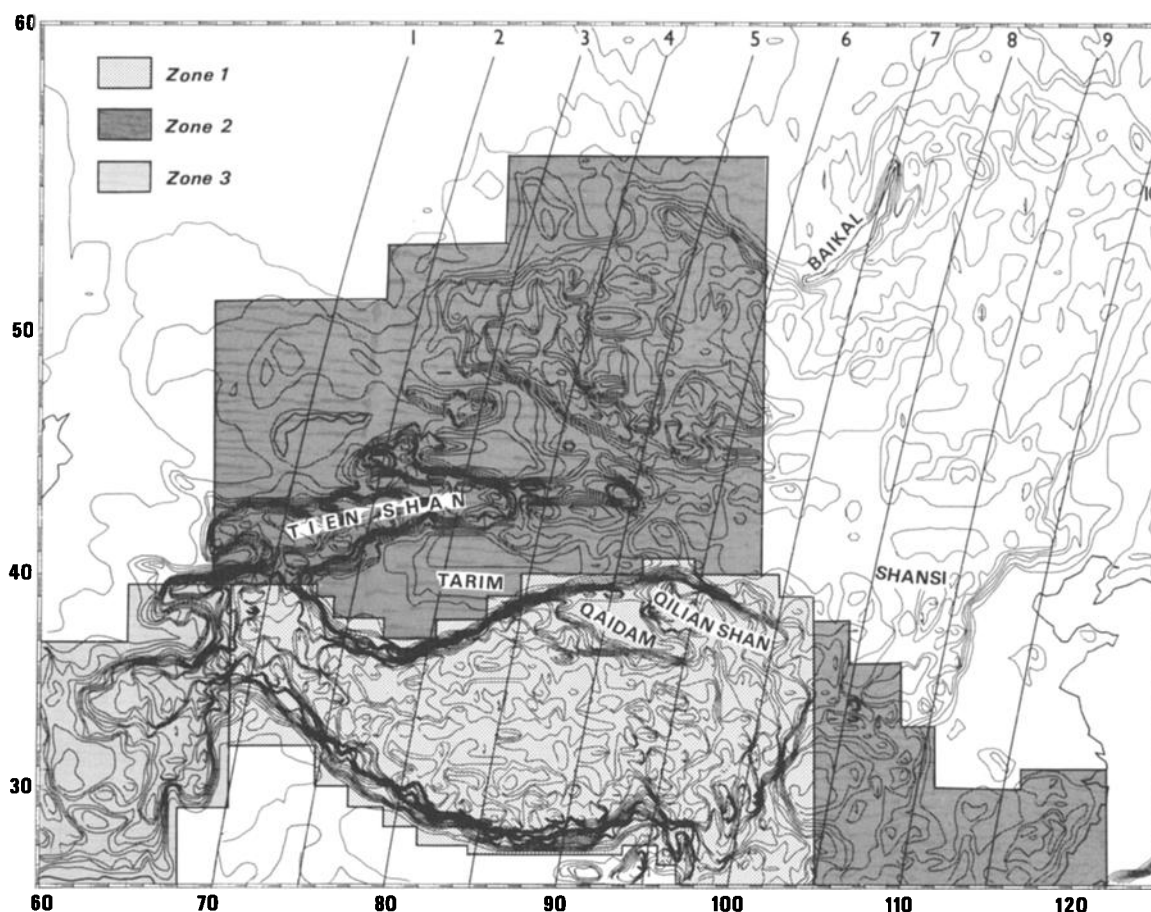 60
1 2 3 4 5 6 7 8 9
Zone 1
Zone 2
Zone 3
10
BAIKAL
50
TIEN SHAN
40
TARIM
SHANSI
QILIAN SHAN
QAIDAM
30
60 70 80 90 100 110 120